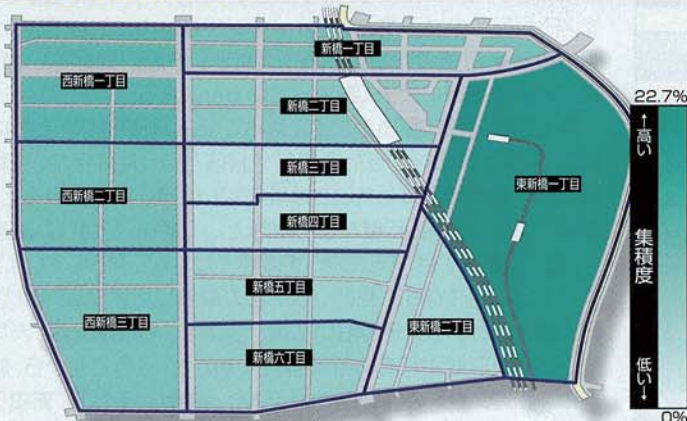 新橋一丁目
西新橋一丁目
新橋二丁目
新橋三丁目
東新橋一丁目
西新橋二丁目
新橋四丁目
新橋五丁目
西新橋三丁目
東新橋二丁目
新橋六丁目
22.7%
↑高い
集積度
低い↓
0%